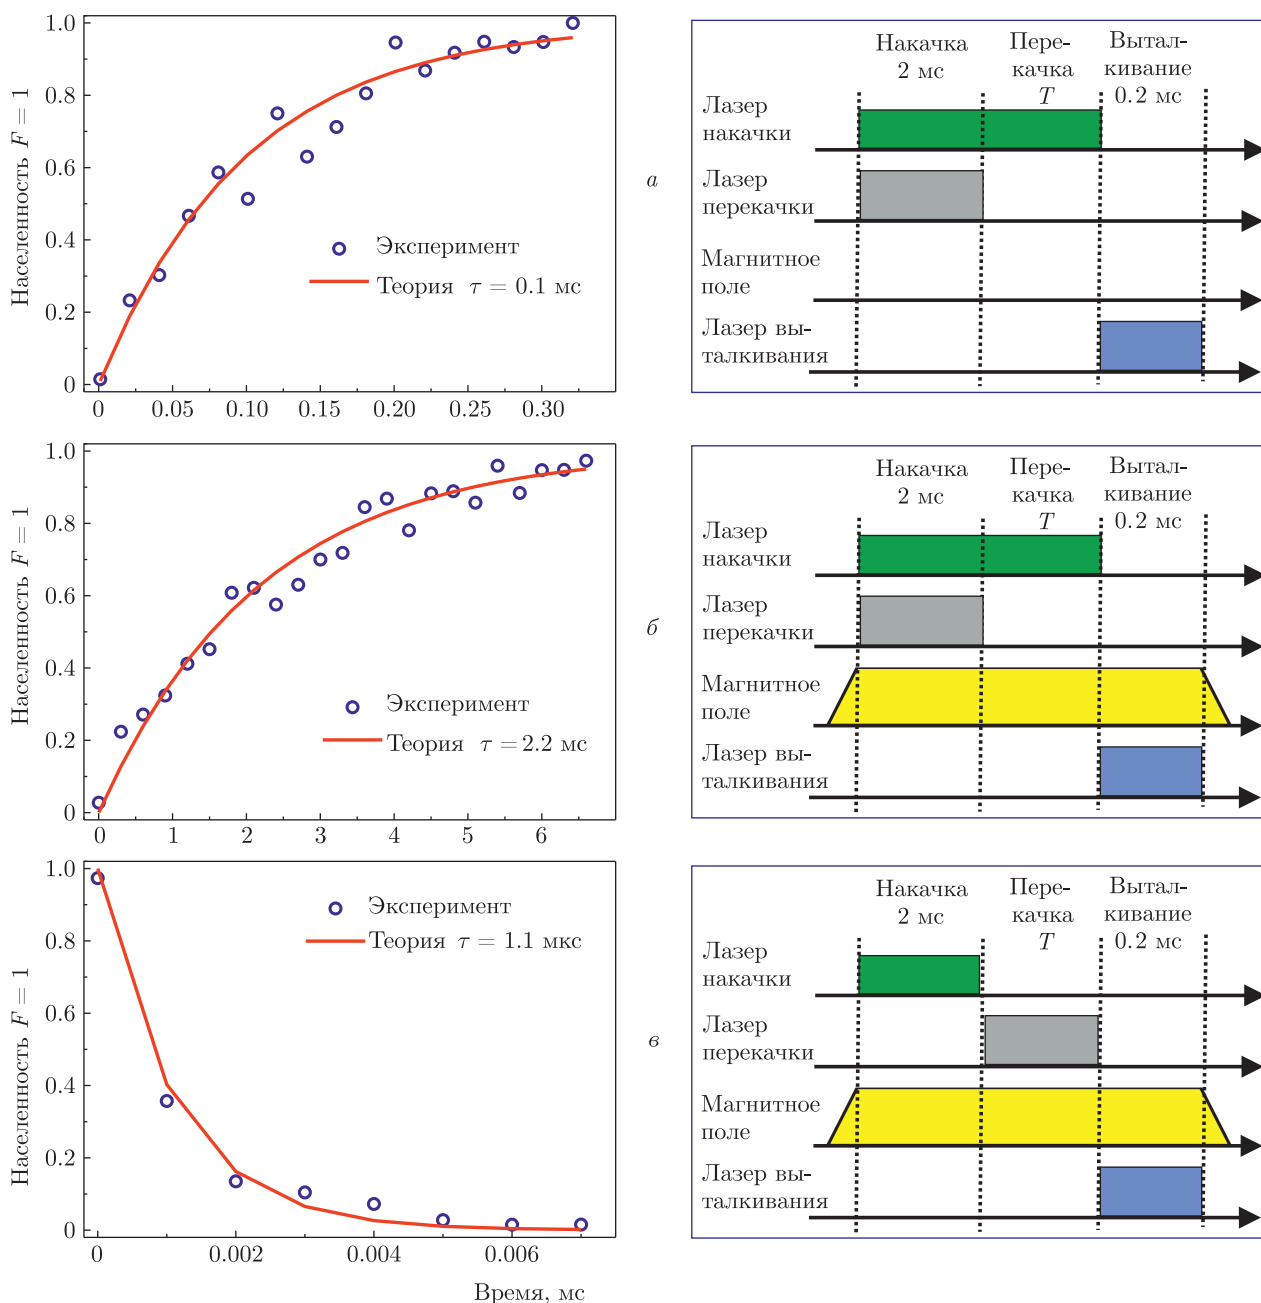 Населенность F = 1
1.0
0.8
0.6
0.4
0.2
0
Эксперимент
Теория τ = 0.1 мс
0 0.05 0.10 0.15 0.20 0.25 0.30
а
Накачка
2 мс
Пере-
качка
T
Вытал-
кивание
0.2 мс
Лазер
накачки
Лазер
перекачки
Магнитное
поле
Лазер вы-
талкивания
Населенность F = 1
1.0
0.8
0.6
0.4
0.2
0
Эксперимент
Теория τ = 2.2 мс
0 1 2 3 4 5 6
б
Накачка
2 мс
Пере-
качка
T
Вытал-
кивание
0.2 мс
Лазер
накачки
Лазер
перекачки
Магнитное
поле
Лазер вы-
талкивания
Населенность F = 1
1.0
0.8
0.6
0.4
0.2
0
Эксперимент
Теория τ = 1.1 мкс
0 0.002 0.004 0.006
Время, мс
в
Накачка
2 мс
Пере-
качка
T
Вытал-
кивание
0.2 мс
Лазер
накачки
Лазер
перекачки
Магнитное
поле
Лазер вы-
талкивания